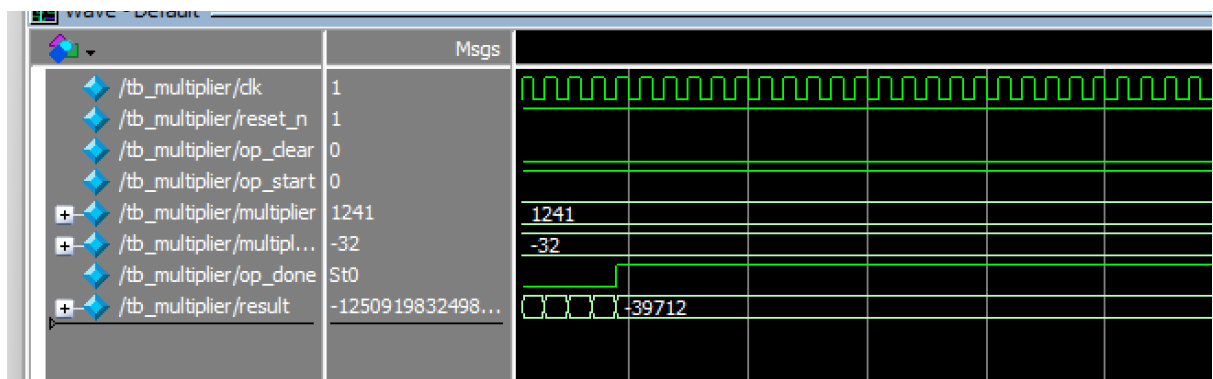 Wave - Default
Msgs
/tb_multiplier/clk 1
/tb_multiplier/reset_n 1
/tb_multiplier/op_clear 0
/tb_multiplier/op_start 0
/tb_multiplier/multiplier 1241 1241
/tb_multiplier/multipl... -32 -32
/tb_multiplier/op_done St0
/tb_multiplier/result -1250919832498... -39712